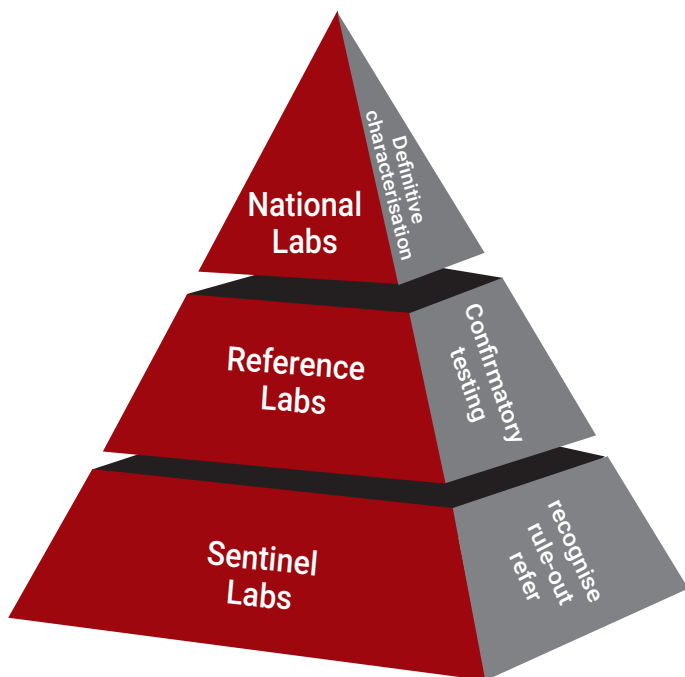 National
Labs
Definitive
characterisation
Reference
Labs
Confirmatory
testing
Sentinel
Labs
recognise
rule-out
refer